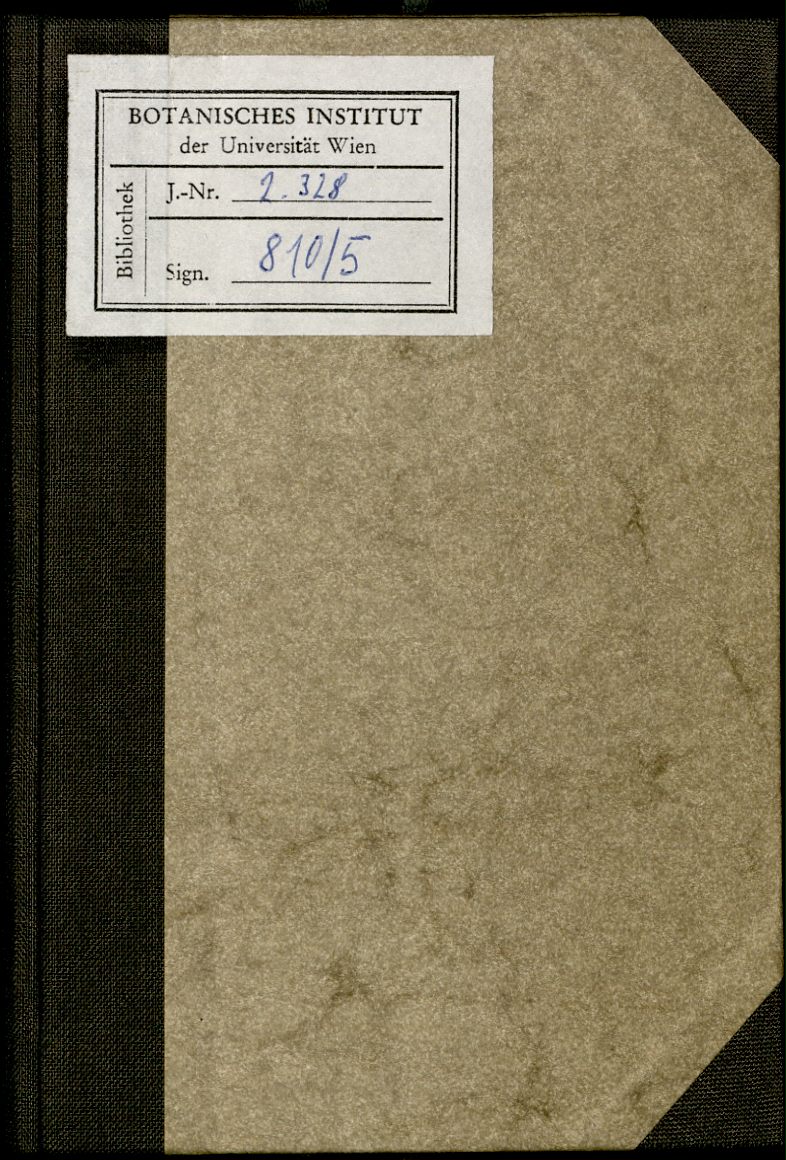 BOTANISCHES INSTITUT
der Universität Wien
Bibliothek
J.-Nr. 2.328
Sign. 810/5